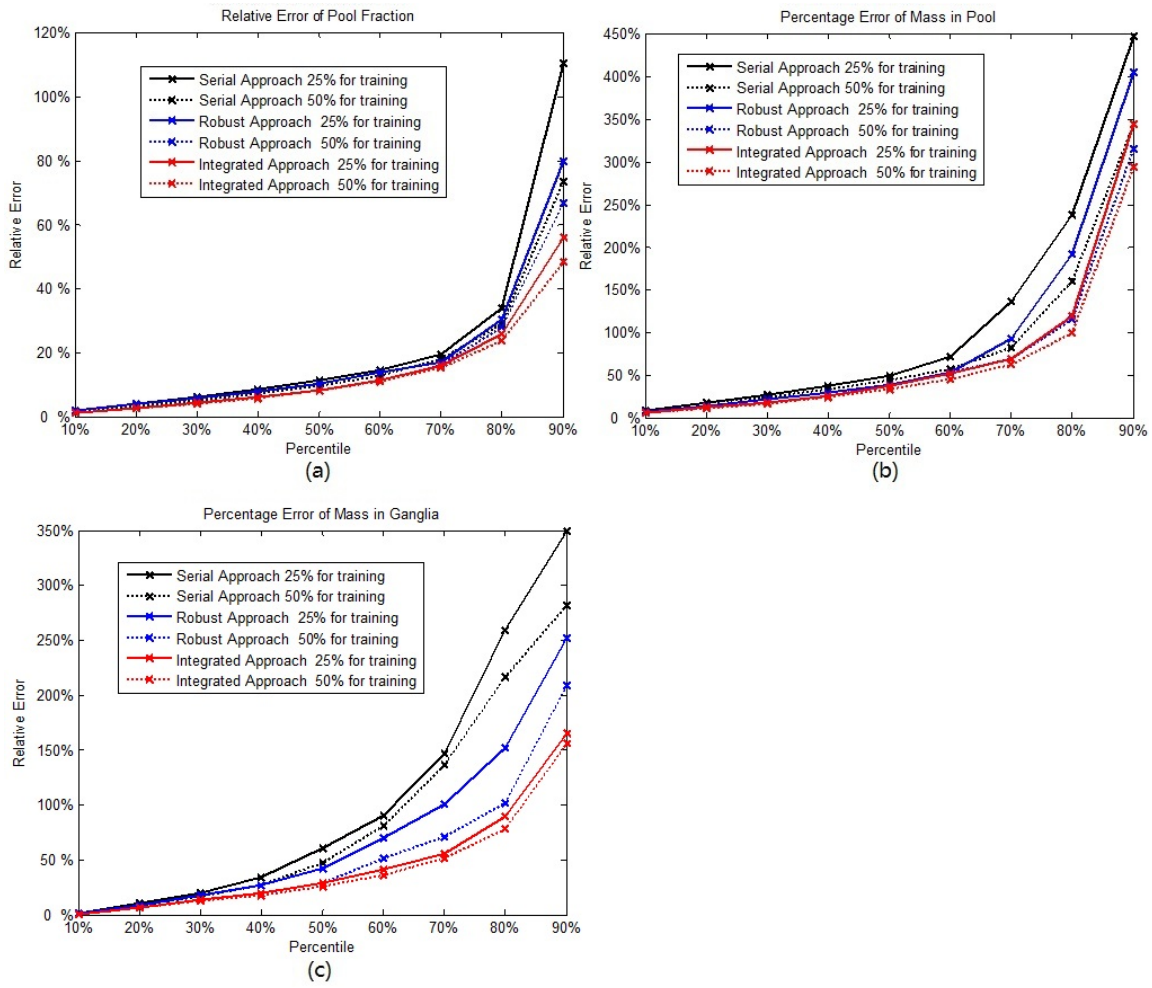 Relative Error of Pool Fraction
120%
100%
80 %
60 %
40 %
20 %
0 %
Relative Error
Serial Approach 25% for training
Serial Approach 50% for training
Robust Approach 25% for training
Robust Approach 50% for training
Integrated Approach 25% for training
Integrated Approach 50% for training
10% 20% 30% 40% 50% 60% 70% 80% 90%
Percentile
(a)
Percentage Error of Mass in Pool
450%
400%
350%
300%
250%
200%
150%
100%
50%
0 %
Relative Error
Serial Approach 25% for training
Serial Approach 50% for training
Robust Approach 25% for training
Robust Approach 50% for training
Integrated Approach 25% for training
Integrated Approach 50% for training
10% 20% 30% 40% 50% 60% 70% 80% 90%
Percentile
(b)
Percentage Error of Mass in Ganglia
350%
300%
250%
200%
150%
100%
50%
0 %
Relative Error
Serial Approach 25% for training
Serial Approach 50% for training
Robust Approach 25% for training
Robust Approach 50% for training
Integrated Approach 25% for training
Integrated Approach 50% for training
10% 20% 30% 40% 50% 60% 70% 80% 90%
Percentile
(c)